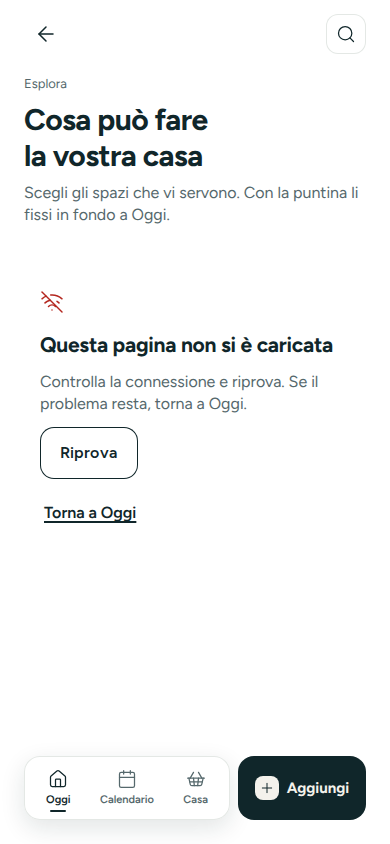 Esplora
Cosa può fare
la vostra casa
Scegli gli spazi che vi servono. Con la puntina li
fissi in fondo a Oggi.
Questa pagina non si è caricata
Controlla la connessione e riprova. Se il
problema resta, torna a Oggi.
Riprova
Torna a Oggi
Oggi
Calendario
Casa
Aggiungi